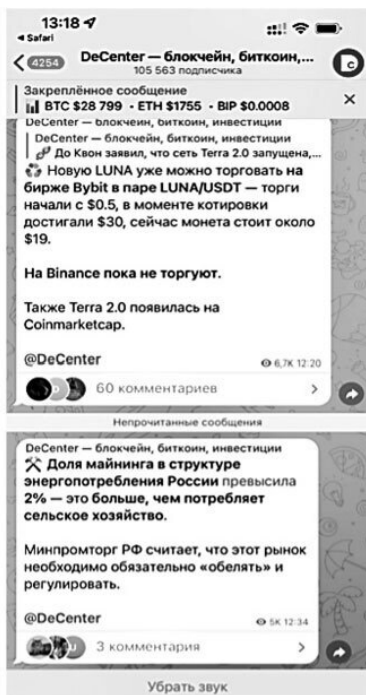 13:18
Safari
4254
DeCenter — блокчейн, биткоин,...
105 563 подписчика
Закреплённое сообщение
BTC $28 799 - ETH $1755 - BIP $0.0008
DeCenter — блокчейн, биткоин, инвестиции
DeCenter — блокчейн, биткоин, инвестиции
До Квон заявил, что сеть Terra 2.0 запущена,...
Новую LUNA уже можно торговать на
бирже Bybit в паре LUNA/USDT — торги
начали с $0.5, в моменте котировки
достигали $30, сейчас монета стоит около
$19.
На Binance пока не торгуют.
Также Terra 2.0 появилась на
Coinmarketcap.
@DeCenter
6,7K 12:20
60 комментариев
Непрочитанные сообщения
DeCenter — блокчейн, биткоин, инвестиции
Доля майнинга в структуре
энергопотребления России превысила
2% — это больше, чем потребляет
сельское хозяйство.
Минпромторг РФ считает, что этот рынок
необходимо обязательно «обелять» и
регулировать.
@DeCenter
5K 12:34
3 комментария
Убрать звук